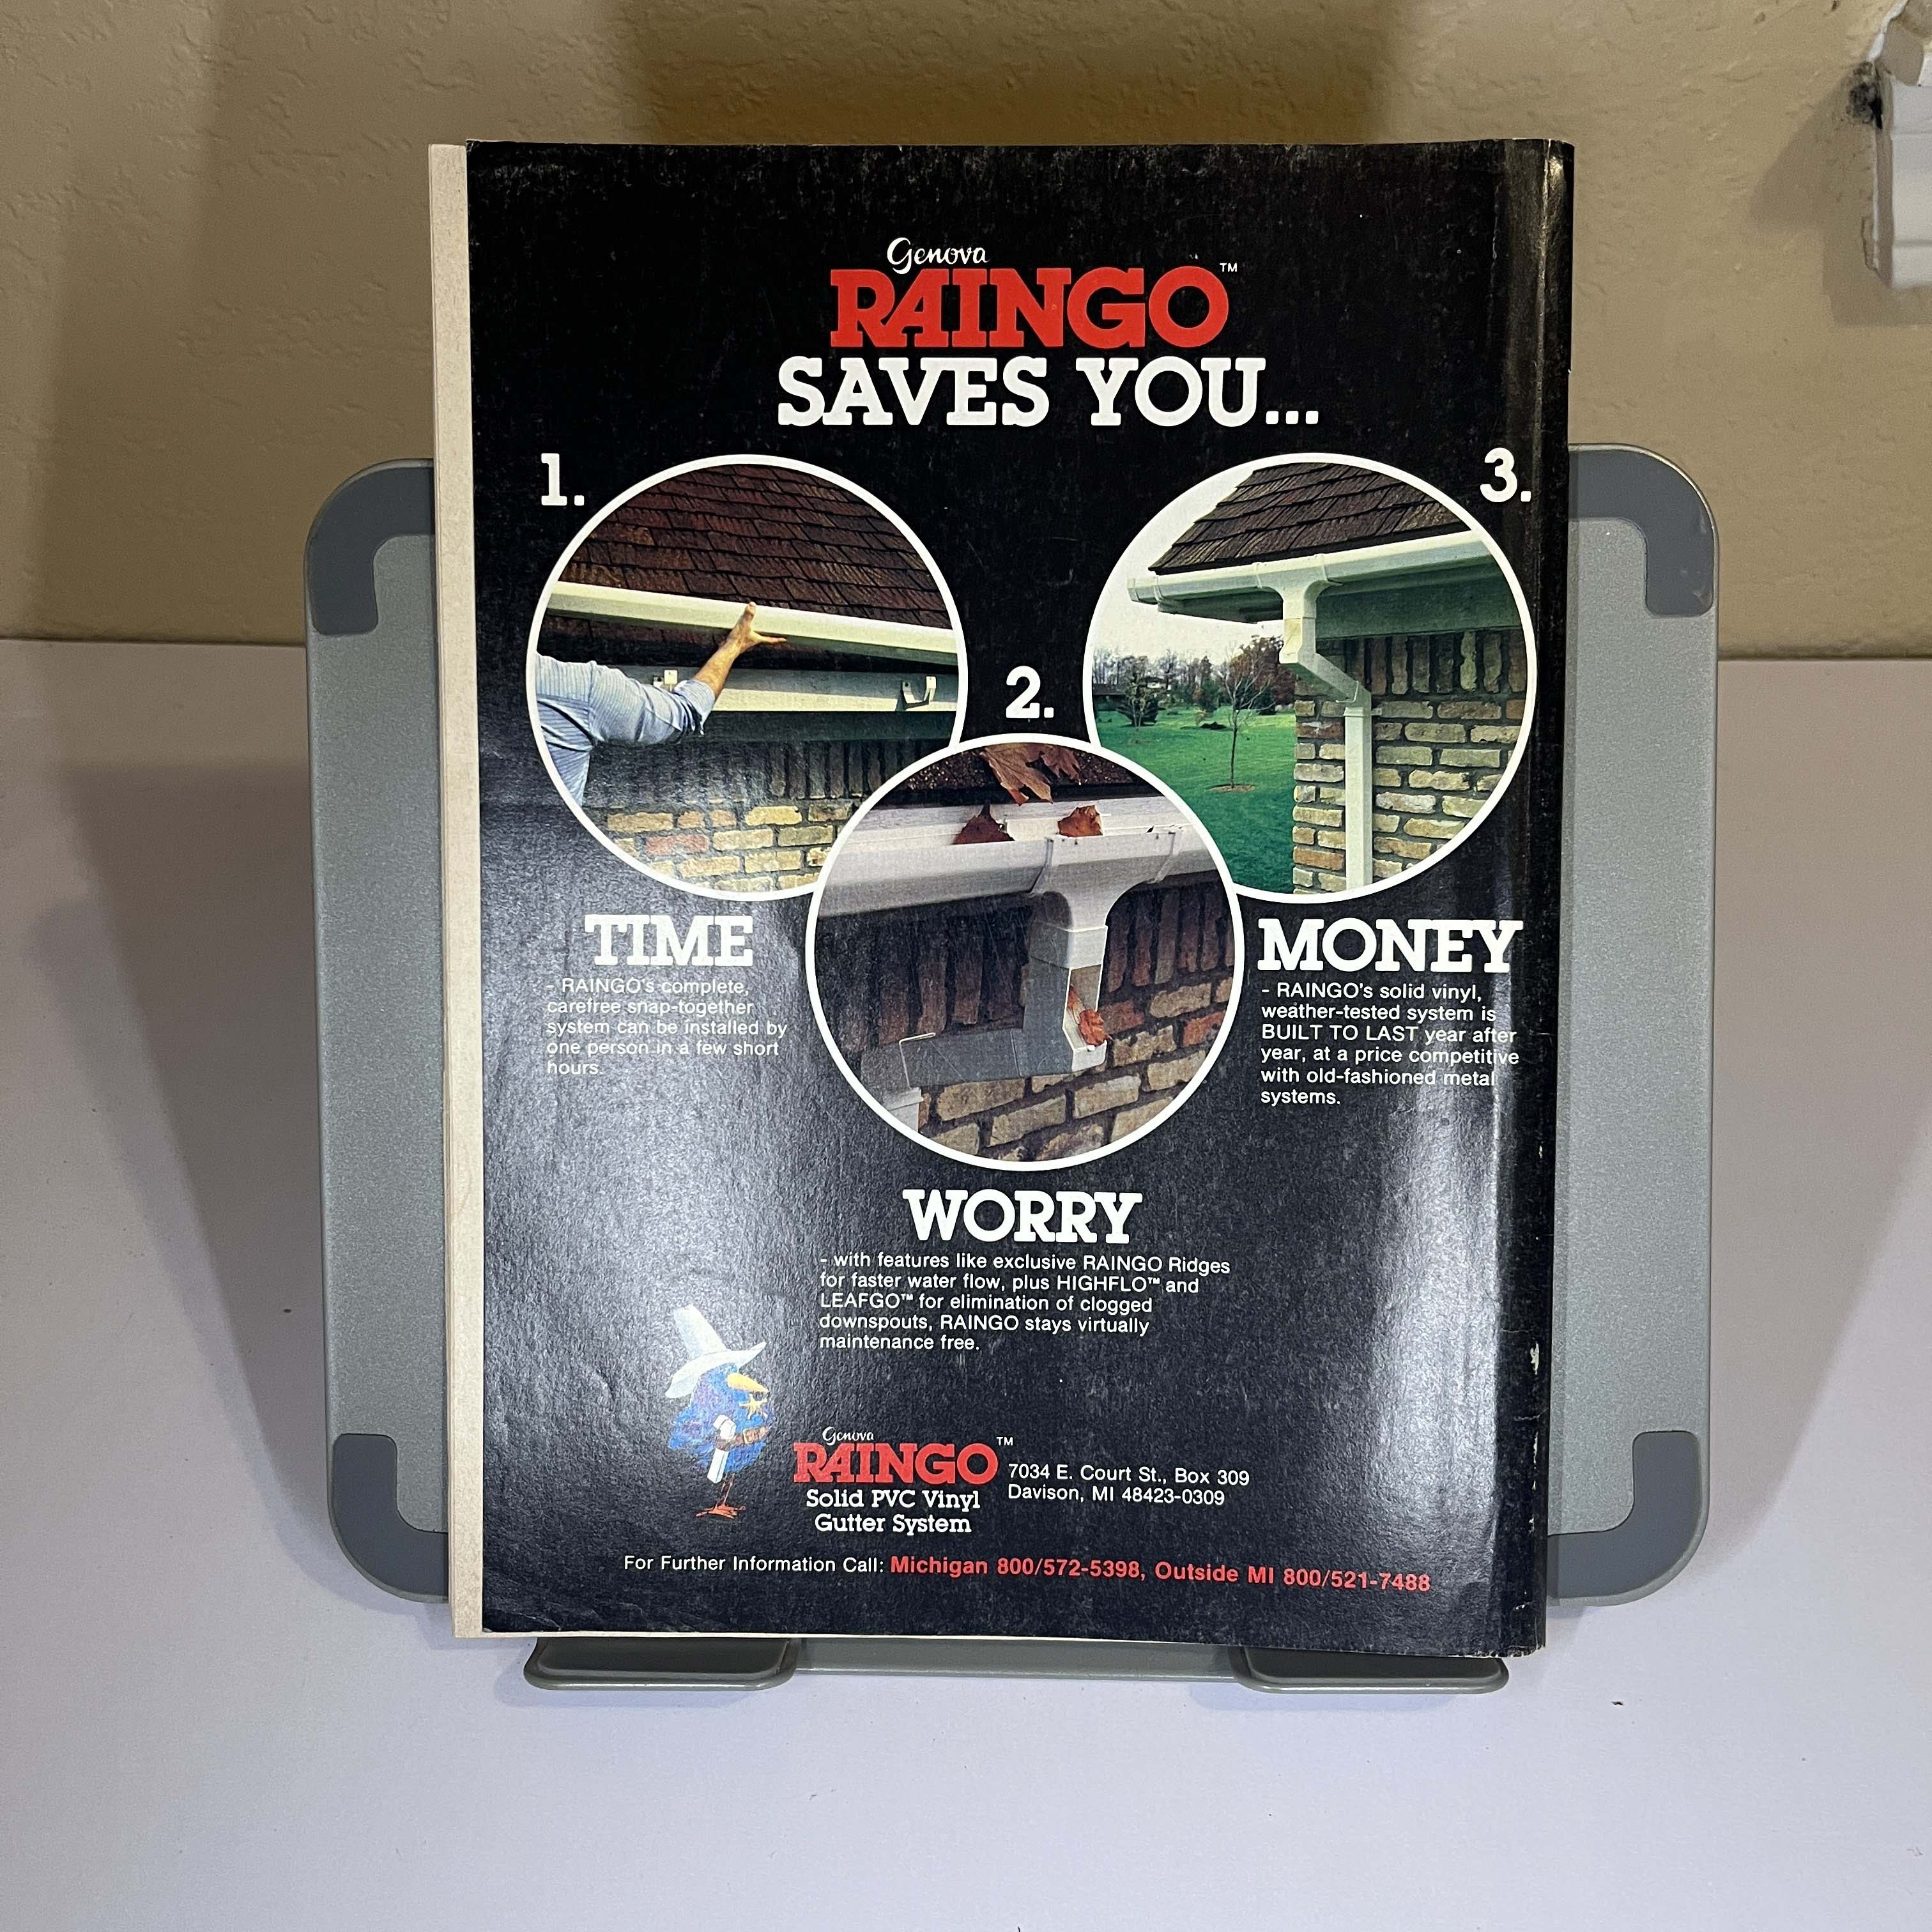 Genova
RAINGO™
SAVES YOU...
1.
TIME
- RAINGO's complete,
carefree snap-together
system can be installed by
one person in a few short
hours.
2.
WORRY
- with features like exclusive RAINGO Ridges
for faster water flow, plus HIGHFLO™ and
LEAFGO™ for elimination of clogged
downspouts, RAINGO stays virtually
maintenance free.
3.
MONEY
- RAINGO's solid vinyl,
weather-tested system is
BUILT TO LAST year after
year, at a price competitive
with old-fashioned metal
systems.
Genova
RAINGO™
Solid PVC Vinyl
Gutter System
7034 E. Court St., Box 309
Davison, MI 48423-0309
For Further Information Call: Michigan 800/572-5398, Outside MI 800/521-7488